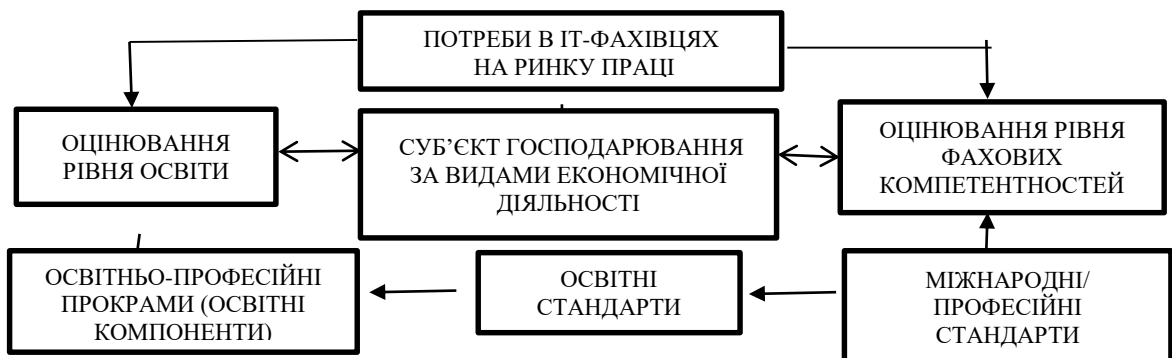 ПОТРЕБИ В ІТ-ФАХІВЦЯХ
НА РИНКУ ПРАЦІ
ОЦІНЮВАННЯ
РІВНЯ ОСВІТИ
СУБ’ЄКТ ГОСПОДАРЮВАННЯ
ЗА ВИДАМИ ЕКОНОМІЧНОЇ
ДІЯЛЬНОСТІ
ОЦІНЮВАННЯ РІВНЯ
ФАХОВИХ
КОМПЕТЕНТНОСТЕЙ
ОСВІТНЬО-ПРОФЕСІЙНІ
ПРОКРАМИ (ОСВІТНІ
КОМПОНЕНТИ)
ОСВІТНІ
СТАНДАРТИ
МІЖНАРОДНІ/
ПРОФЕСІЙНІ
СТАНДАРТИ